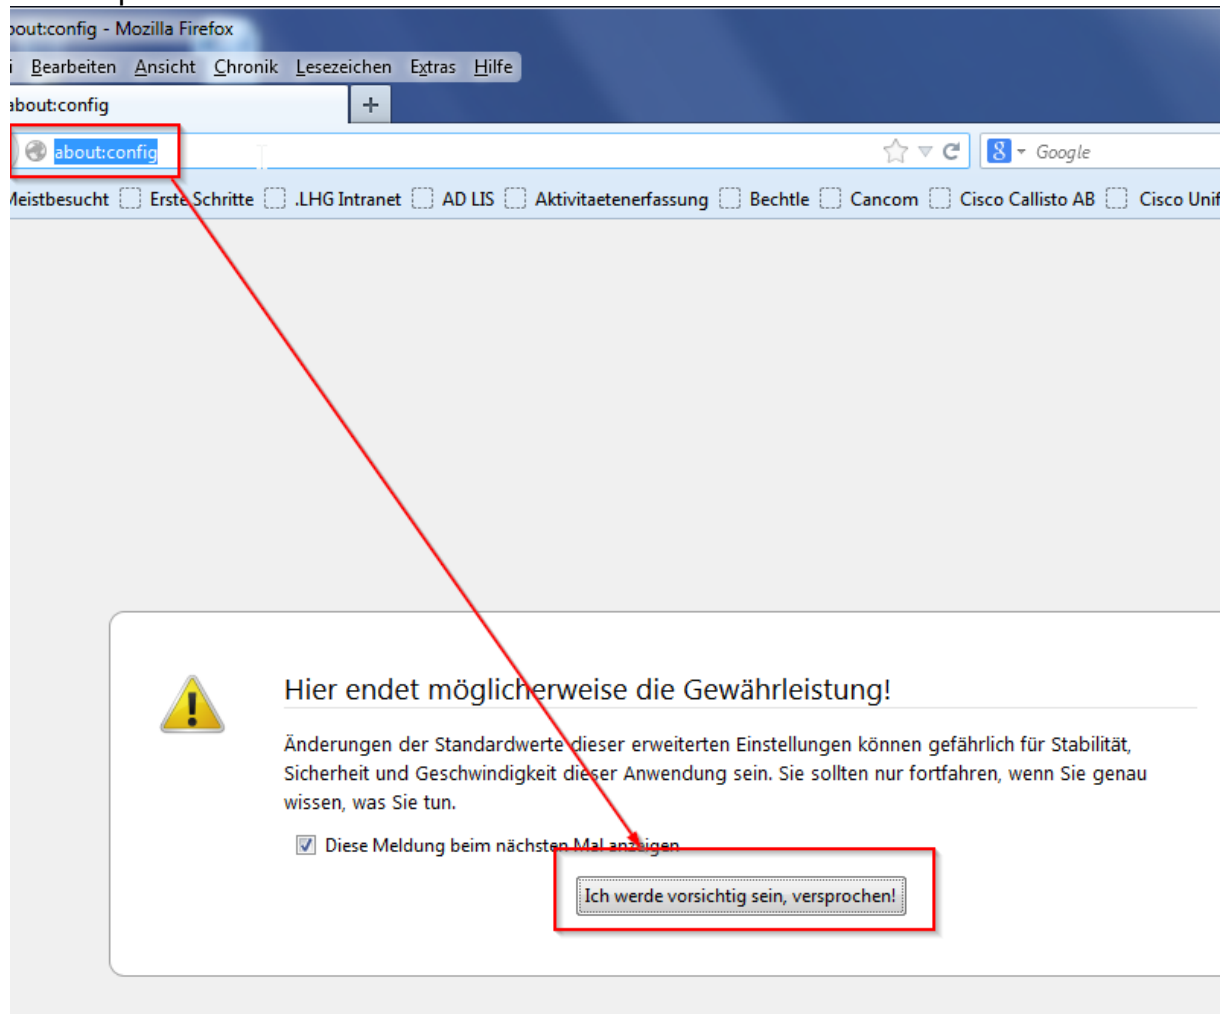 bout:config - Mozilla Firefox
i Bearbeiten Ansicht Chronik Lesezeichen Extras Hilfe
about:config
+
about:config
8 Google
Meistbesucht Erste Schritte .LHG Intranet AD LIS Aktivitaetenerfassung Bechtle Cancom Cisco Callisto AB Cisco Unif
Hier endet möglicherweise die Gewährleistung!
Änderungen der Standardwerte dieser erweiterten Einstellungen können gefährlich für Stabilität,
Sicherheit und Geschwindigkeit dieser Anwendung sein. Sie sollten nur fortfahren, wenn Sie genau
wissen, was Sie tun.
Diese Meldung beim nächsten Mal anzeigen
Ich werde vorsichtig sein, versprochen!